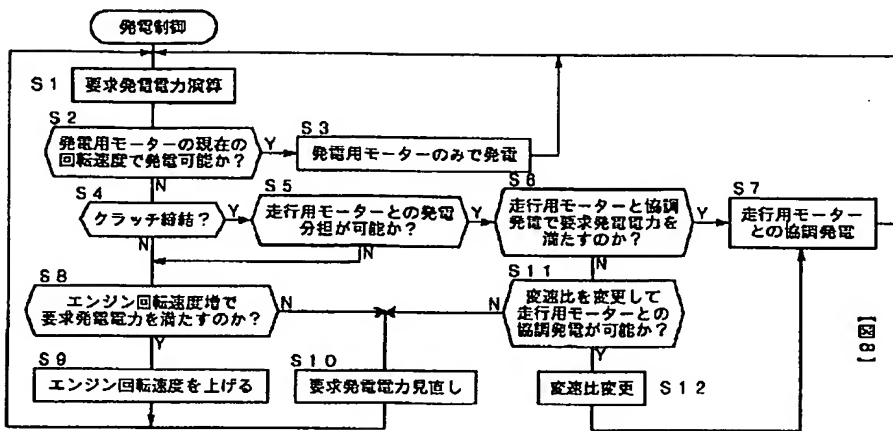 発電制御
S1
要求発電電力演算
S2
発電用モーターの現在の
回転速度で発電可能か？
Y
N
S3
発電用モーターのみで発電
S4
クラッチ締結？
Y
N
S5
走行用モーターとの発電
分担が可能か？
Y
N
S6
走行用モーターと協調
発電で要求発電電力を
満たすのか？
Y
N
S7
走行用モーター
との協調発電
S8
エンジン回転速度増で
要求発電電力を満たすのか？
N
Y
S9
エンジン回転速度を上げる
S10
要求発電電力見直し
S11
変速比を変更して
走行用モーターとの
協調発電が可能か？
N
Y
変速比変更
S12
【図8】